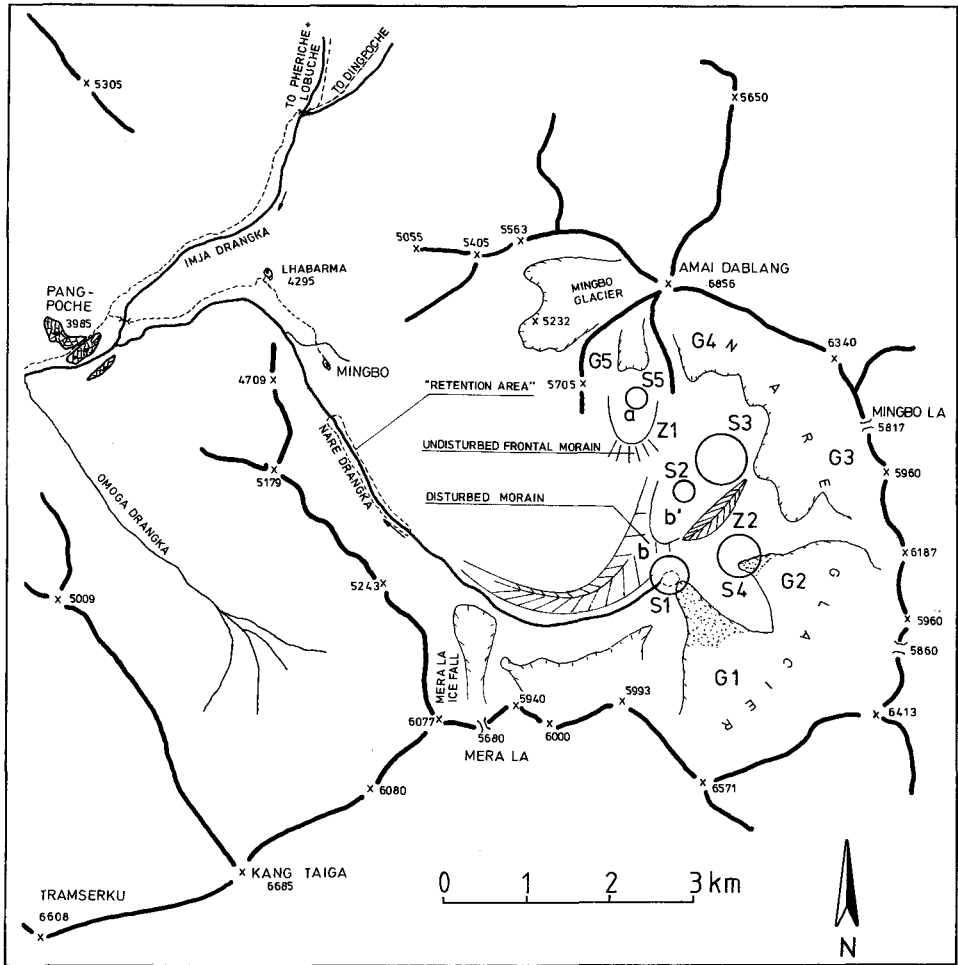 5305
TO PHERICHE +
LOBUCHE
TO DINGPOCHE
5650
IMJA DRANGKA
5055
5405
5563
LHABARMA
4295
MINGBO
GLACIER
AMAI DABLANG
6856
PANG-
POCHE
3985
5232
G4
N
6340
MINGBO
G5
S5
a
5705
A
R
E
MINGBO LA
5817
4709
"RETENTION AREA"
Z1
S3
G3
UNDISTURBED FRONTAL MORAIN
NARE DRANGKA
S2
5960
5179
DISTURBED MORAIN
b'
Z2
OMOGA DRANGKA
b
6187
5243
S1
S4
G2
5009
5960
5860
G
L
A
C
I
E
R
G1
MERA LA
ICE FALL
5940
5993
6413
6077
5680
6000
MERA LA
6571
6080
KANG TAIGA
6685
TRAMSERKU
6608
0 1 2 3 km
N